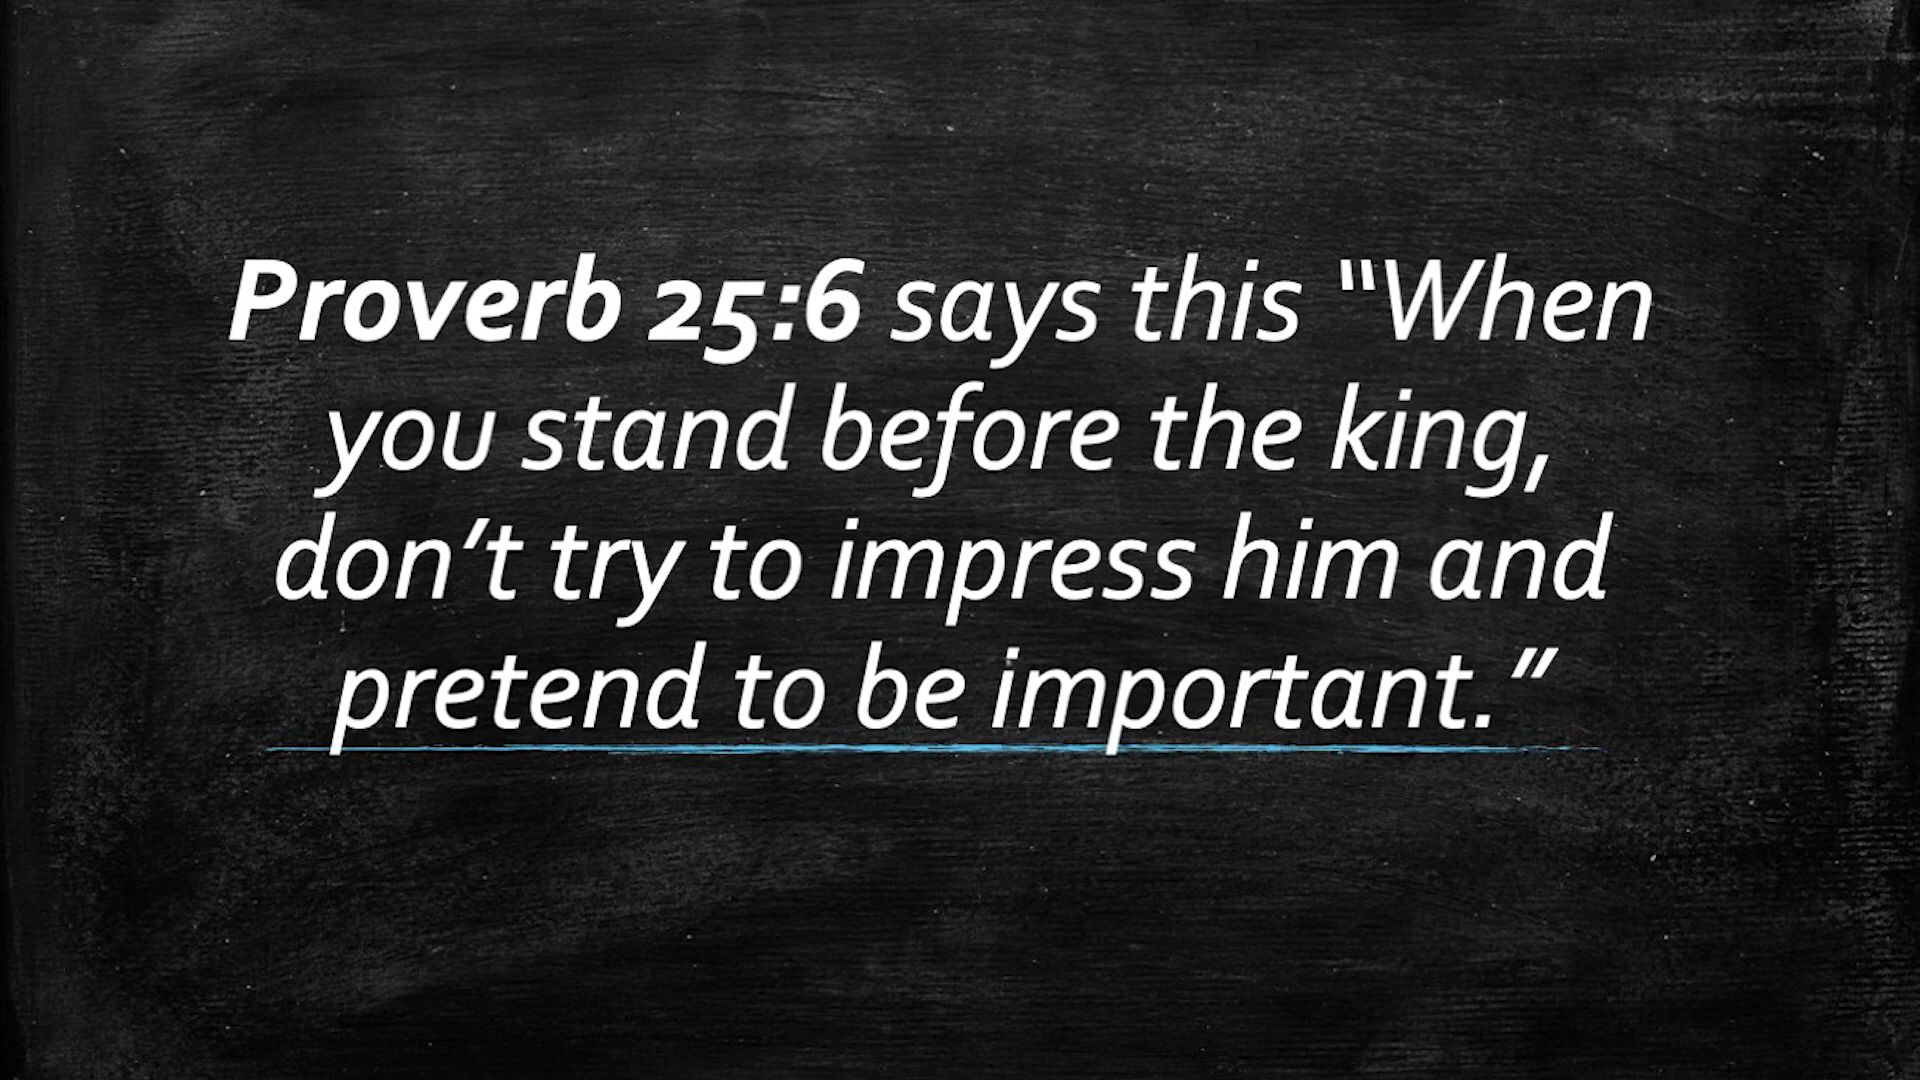 Proverb 25:6 says this “When
you stand before the king,
don’t try to impress him and
pretend to be important.”